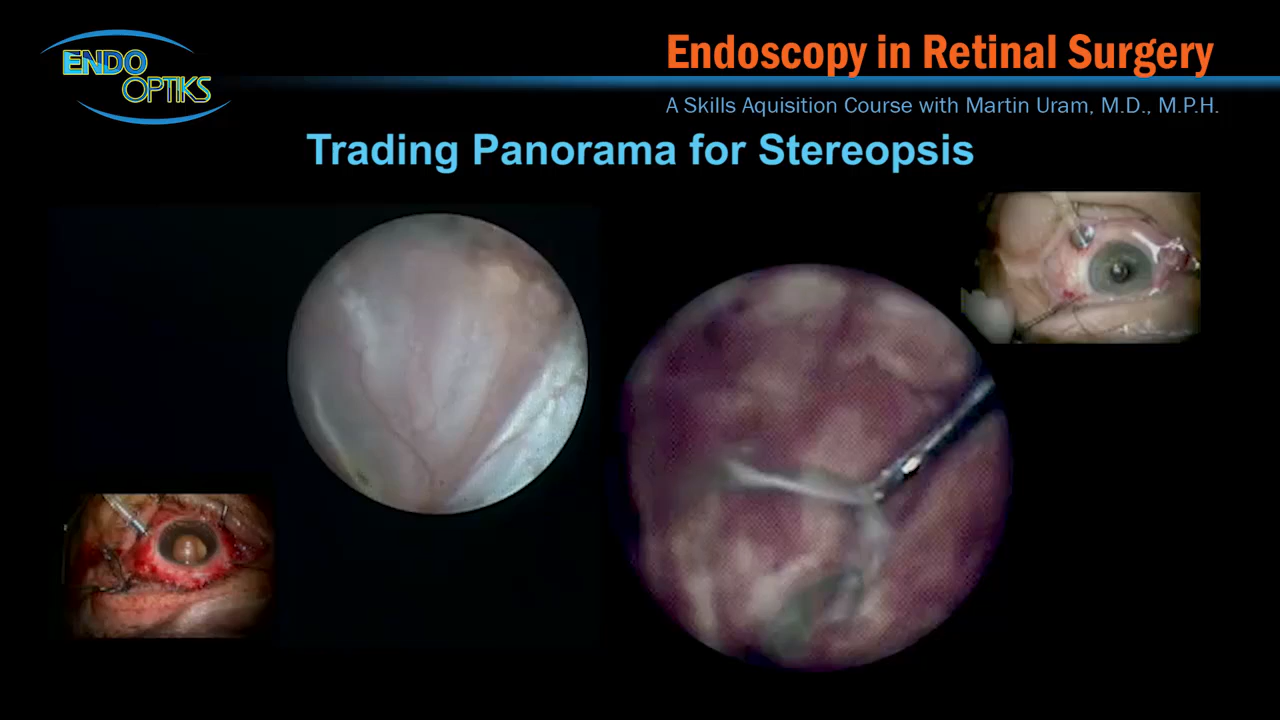 ENDO
OPTIKS
Endoscopy in Retinal Surgery
A Skills Aquisition Course with Martin Uram, M.D., M.P.H.
Trading Panorama for Stereopsis